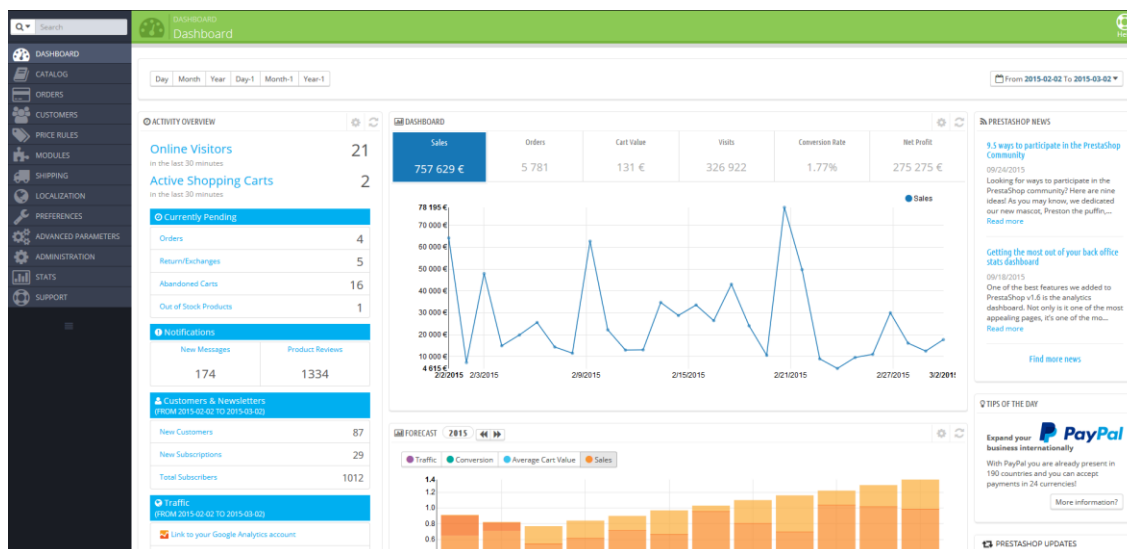 Search
DASHBOARD
Dashboard
DASHBOARD
CATALOG
ORDERS
CUSTOMERS
PRICE RULES
MODULES
SHIPPING
LOCALIZATION
PREFERENCES
ADVANCED PARAMETERS
ADMINISTRATION
STATS
SUPPORT
Day Month Year Day-1 Month-1 Year-1
From 2015-02-02 To 2015-03-02
ACTIVITY OVERVIEW
Online Visitors 21
in the last 30 minutes
Active Shopping Carts 2
in the last 30 minutes
Currently Pending
Orders 4
Return/Exchanges 5
Abandoned Carts 16
Out of Stock Products 1
Notifications
New Messages Product Reviews
174 1334
Customers & Newsletters
(FROM 2015-02-02 TO 2015-03-02)
New Customers 87
New Subscriptions 29
Total Subscribers 1012
Traffic
(FROM 2015-02-02 TO 2015-03-02)
Link to your Google Analytics account
DASHBOARD
Sales Orders Cart Value Visits Conversion Rate Net Profit
757 629 € 5 781 131 € 326 922 1.77% 275 275 €
Sales
78 195 €
70 000 €
60 000 €
50 000 €
40 000 €
30 000 €
20 000 €
10 000 €
4 615 €
2/2/2015 2/3/2015 2/9/2015 2/15/2015 2/21/2015 2/27/2015 3/2/201
FORECAST 2015
Traffic Conversion Average Cart Value Sales
1.4
1.2
1.0
0.8
0.6
PRESTASHOP NEWS
9.5 ways to participate in the PrestaShop
Community
09/24/2015
Looking for ways to participate in the
PrestaShop community? Here are nine
ideas! As you may know, we dedicated
our new mascot, Preston the puffin,...
Read more
Getting the most out of your back office
stats dashboard
09/18/2015
One of the best features we added to
PrestaShop v1.6 is the analytics
dashboard. Not only is it one of the most
appealing pages, it's one of the mo...
Read more
Find more news
TIPS OF THE DAY
Expand your
business internationally
PayPal
With PayPal you are already present in
190 countries and you can accept
payments in 24 currencies!
More information?
PRESTASHOP UPDATES